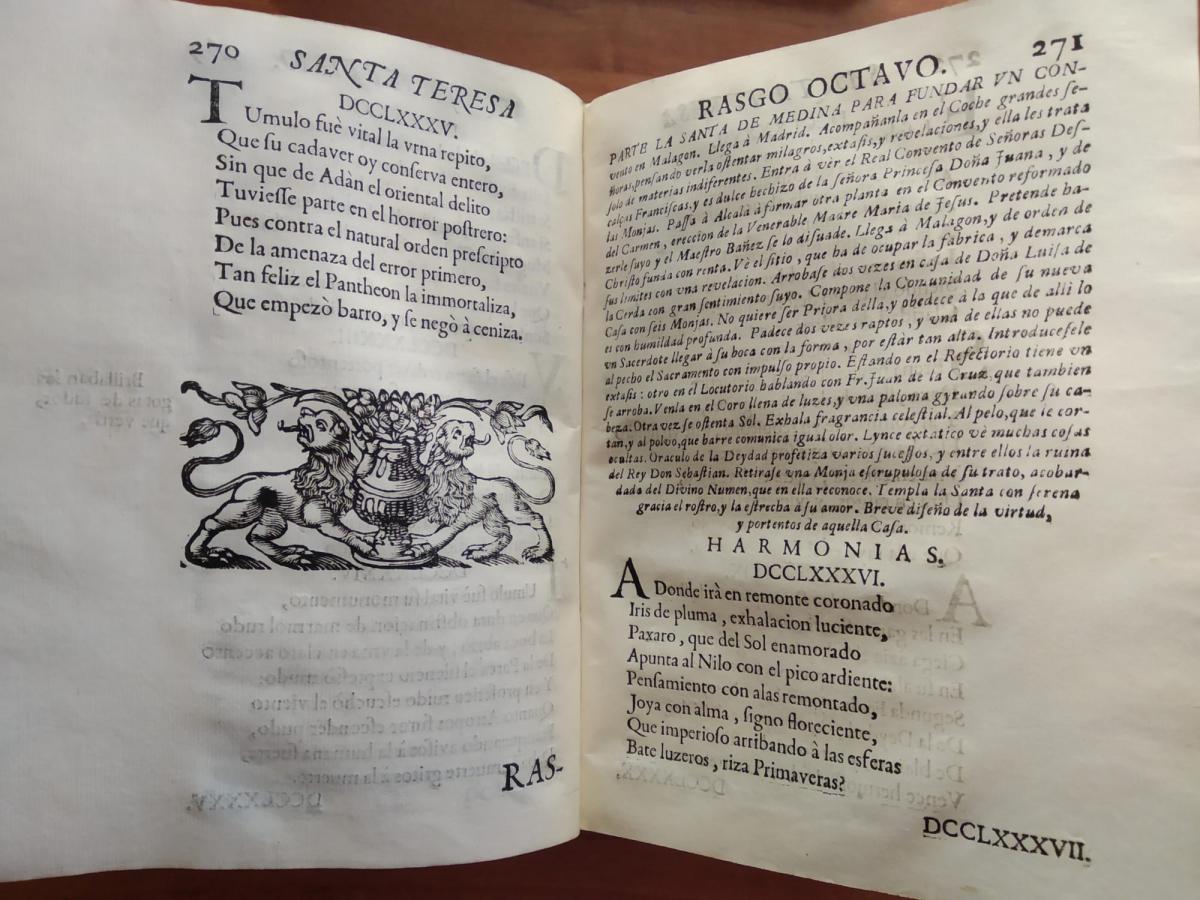 270 SANTA TERESA
DCCLXXXV.
TUmulo fuè vital la vrna repito,
Que ſu cadaver oy conſerva entero,
Sin que de Adàn el oriental delito
Tuvieſſe parte en el horror poſtrero:
Pues contra el natural orden preſcripto
De la amenaza del error primero,
Tan feliz el Pantheon la immortaliza,
Que empezò barro, y ſe negò à ceniza.
RAS-
RASGO OCTAVO. 271
PARTE LA SANTA DE MEDINA PARA FUNDAR VN CON-
vento en Malagon. Llega à Madrid. Acompañanla en el Coche grandes ſe-
ñoras, penſando verla oſtentar milagros, extaſis, y revelaciones, y ella les trata
ſolo de materias indiferentes. Entra à vèr el Real Convento de Señoras Deſ-
calças Franciſcas, y es dulce hechizo de la ſeñora Princeſa Doña Juana, y de
las Monjas. Paſſa à Alcalà à formar otra planta en el Convento reformado
del Carmen, ereccion de la Venerable Madre Maria de Jeſus. Pretende ha-
zerle ſuyo y el Maeſtro Bañez ſe lo diſuade. Llega à Malagon, y de orden de
Chriſto funda con renta. Vè el ſitio, que ha de ocupar la fàbrica, y demarca
ſus limites con una revelacion. Arrobaſe dos vezes en caſa de Doña Luiſa de
la Cerda con gran ſentimiento ſuyo. Compone la Comunidad de ſu nueva
Caſa con ſeis Monjas. No quiere ſer Priora della, y obedece à la que de alli lo
es con humildad profunda. Padece dos vezes raptos, y una de ellas no puede
vn Sacerdote llegar à ſu boca con la forma, por eſtàr tan alta. Introduceſele
al pecho el Sacramento con impulſo propio. Eſtando en el Refectorio tiene vn
extaſis: otro en el Locutorio hablando con Fr. Juan de la Cruz, que tambien
ſe arroba. Venla en el Coro llena de luzes, y vna paloma gyrando ſobre ſu ca-
beza. Otra vez ſe oſtenta Sol. Exhala fragrancia celeſtial. Al pelo, que le cor-
tan, y al polvo, que barre comunica igual olor. Lynce extatico vè muchas coſas
ocultas. Oraculo de la Deydad profetiza varios ſuceſſos, y entre ellos la ruina
del Rey Don Sebaſtian. Retiraſe una Monja eſcrupuloſa de ſu trato, acobar-
dada del Divino Numen, que en ella reconoce. Templa la Santa con ſerena
gracia el roſtro, y la eſtrecha à ſu amor. Breve diſeño de la virtud,
y portentos de aquella Caſa.
HARMONIAS.
DCCLXXXVI.
ADonde irà en remonte coronado
Iris de pluma, exhalacion luciente,
Paxaro, que del Sol enamorado
Apunta al Nilo con el pico ardiente:
Penſamiento con alas remontado,
Joya con alma, ſigno floreciente,
Que imperioſo arribando à las eſferas
Bate luzeros, riza Primaveras?
DCCLXXXVII.